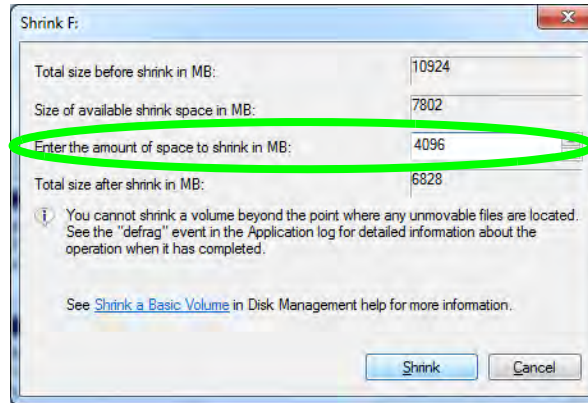 Shrink F:
Total size before shrink in MB: 10924
Size of available shrink space in MB: 7802
Enter the amount of space to shrink in MB: 4096
Total size after shrink in MB: 6828
You cannot shrink a volume beyond the point where any unmovable files are located.
See the "defrag" event in the Application log for detailed information about the
operation when it has completed.
See Shrink a Basic Volume in Disk Management help for more information.
Shrink Cancel